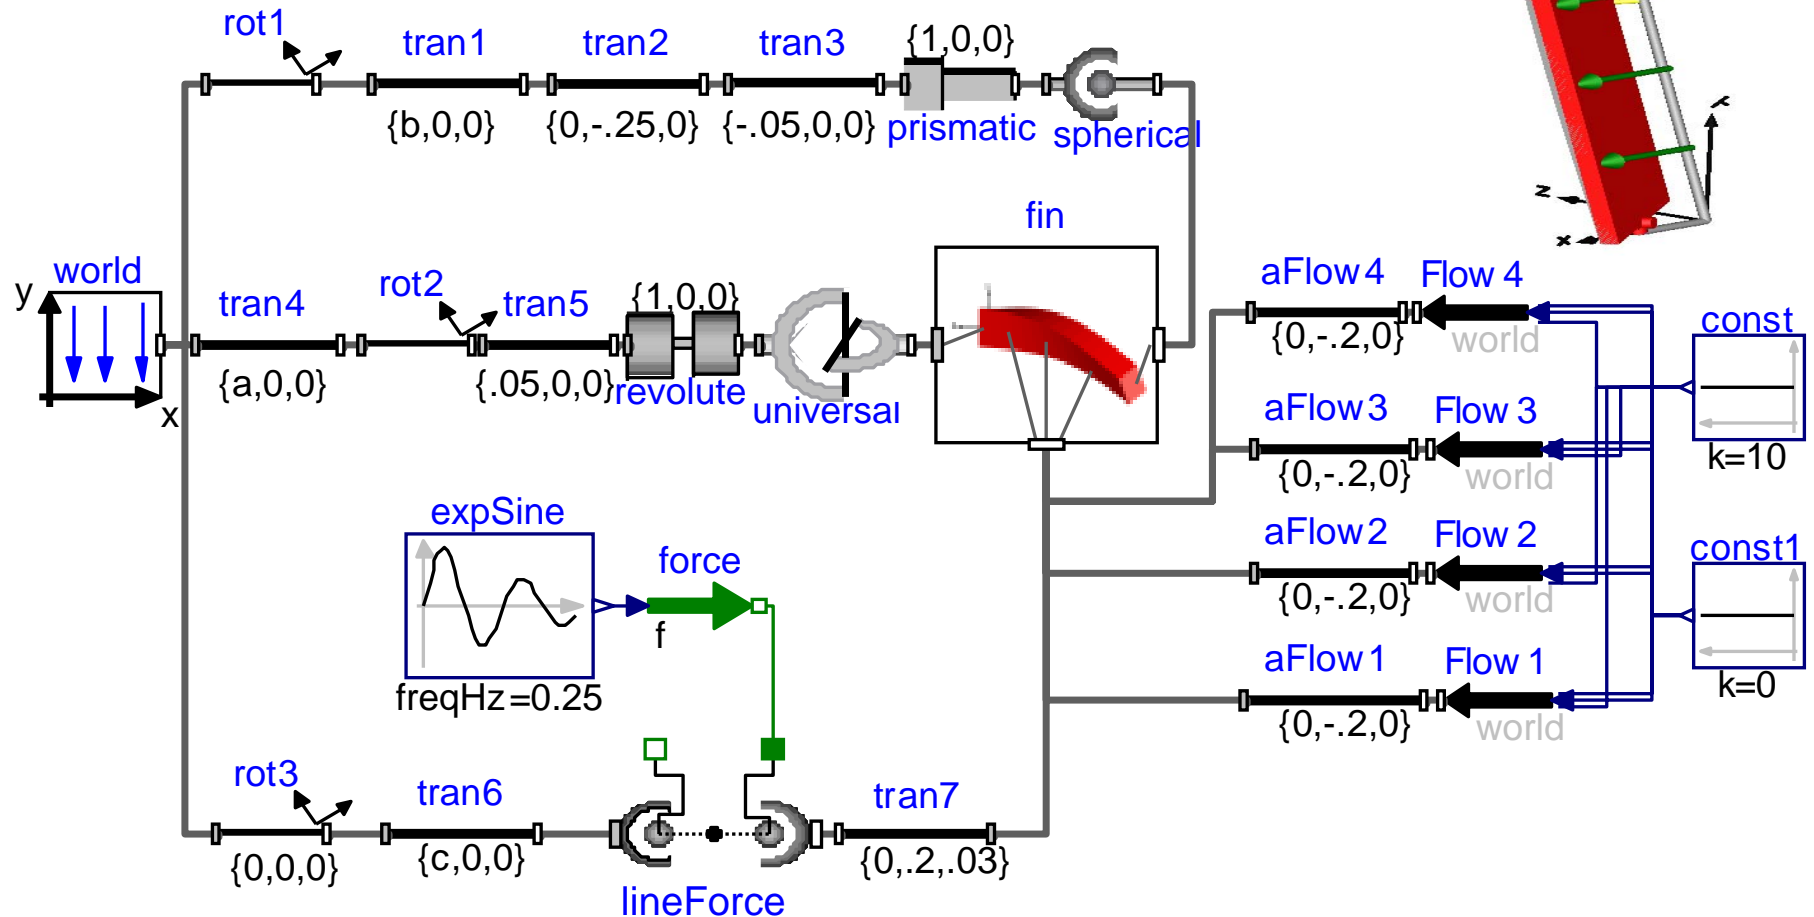 rot1
tran1
tran2
tran3
{1,0,0}
{b,0,0}
{0,-.25,0}
{-.05,0,0}
prismatic
spherical
z
x
Y
fin
world
y
x
tran4
{a,0,0}
rot2
tran5
{.05,0,0}
{1,0,0}
revolute
universal
aFlow4
Flow 4
{0,-.2,0}
world
const
k=10
aFlow3
Flow 3
{0,-.2,0}
world
expSine
freqHz=0.25
force
f
aFlow2
Flow 2
{0,-.2,0}
world
const1
k=0
aFlow1
Flow 1
{0,-.2,0}
world
rot3
{0,0,0}
tran6
{c,0,0}
lineForce
tran7
{0,.2,.03}